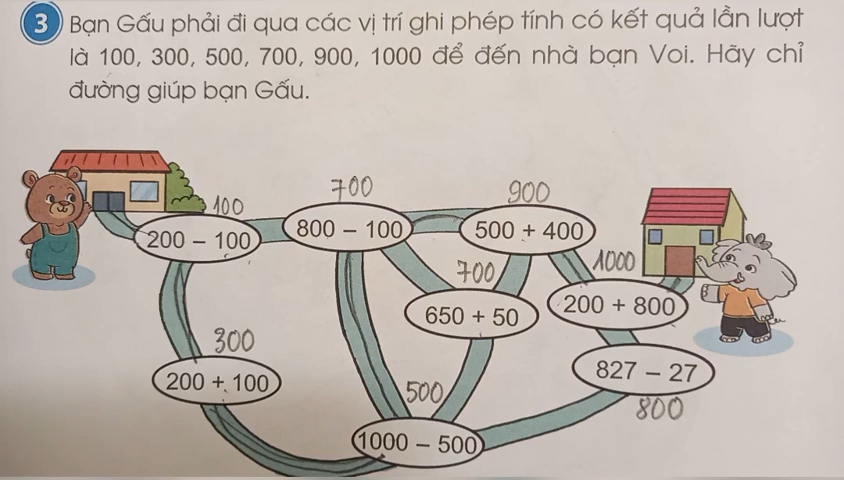 3 Bạn Gấu phải đi qua các vị trí ghi phép tính có kết quả lần lượt
là 100, 300, 500, 700, 900, 1000 để đến nhà bạn Voi. Hãy chỉ
đường giúp bạn Gấu.
700
900
100
200 – 100
800 – 100
500 + 400
700
1000
650 + 50
200 + 800
300
200 + 100
827 – 27
500
800
1000 – 500